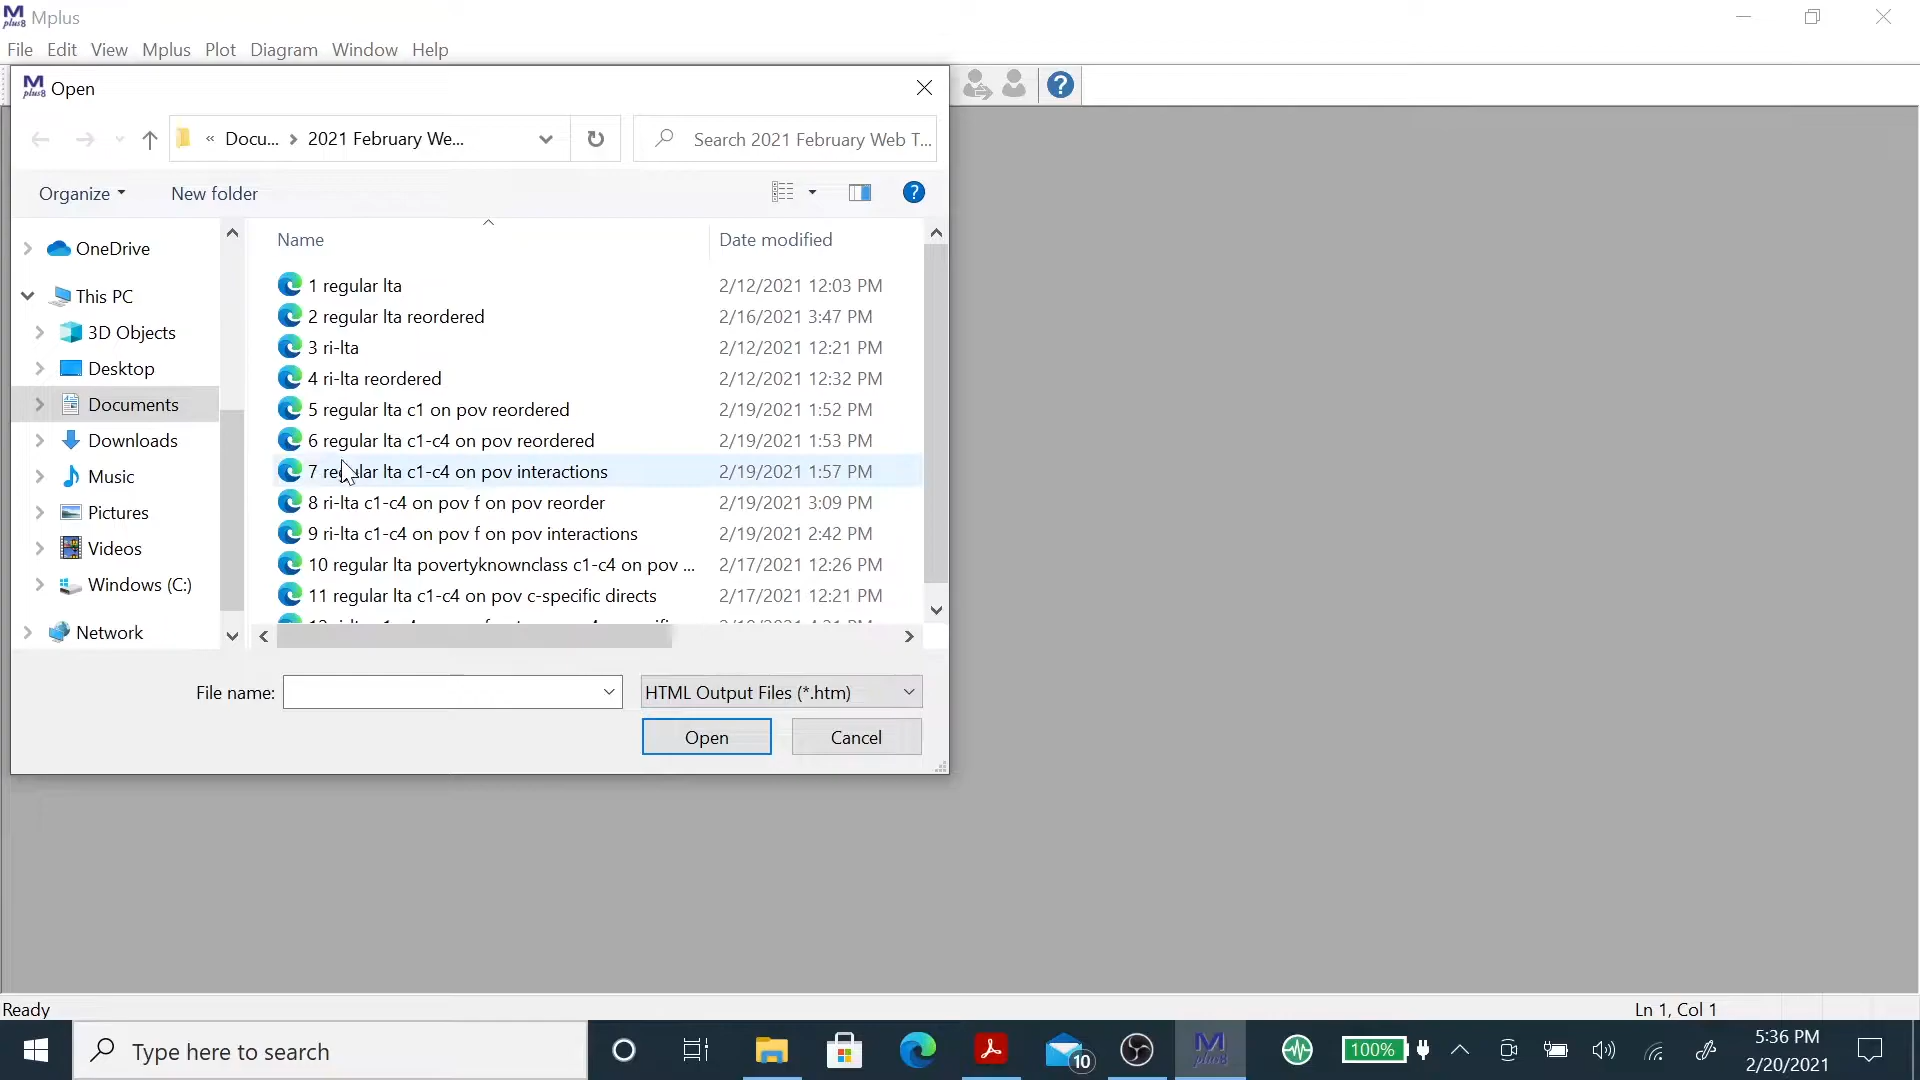 Mplus
File Edit View Mplus Plot Diagram Window Help
Open
« Docu... > 2021 February We...
Search 2021 February Web T...
Organize
New folder
Name
Date modified
OneDrive
This PC
3D Objects
Desktop
Documents
Downloads
Music
Pictures
Videos
Windows (C:)
Network
1 regular lta 2/12/2021 12:03 PM
2 regular lta reordered 2/16/2021 3:47 PM
3 ri-lta 2/12/2021 12:21 PM
4 ri-lta reordered 2/12/2021 12:32 PM
5 regular lta c1 on pov reordered 2/19/2021 1:52 PM
6 regular lta c1-c4 on pov reordered 2/19/2021 1:53 PM
7 regular lta c1-c4 on pov interactions 2/19/2021 1:57 PM
8 ri-lta c1-c4 on pov f on pov reorder 2/19/2021 3:09 PM
9 ri-lta c1-c4 on pov f on pov interactions 2/19/2021 2:42 PM
10 regular lta povertyknownclass c1-c4 on pov ... 2/17/2021 12:26 PM
11 regular lta c1-c4 on pov c-specific directs 2/17/2021 12:21 PM
File name:
HTML Output Files (*.htm)
Open
Cancel
Ready
Ln 1, Col 1
Type here to search
10
M plus8
100%
5:36 PM
2/20/2021